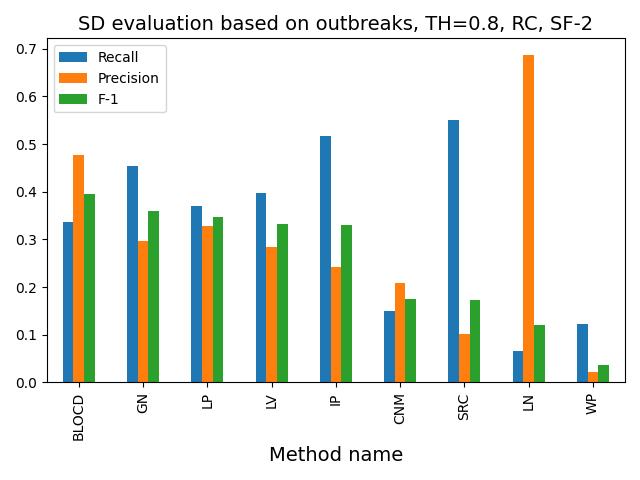 SD evaluation based on outbreaks, TH=0.8, RC, SF-2
Recall
Precision
F-1
0.7
0.6
0.5
0.4
0.3
0.2
0.1
0.0
BLOCD
GN
LP
LV
IP
CNM
SRC
LN
WP
Method name